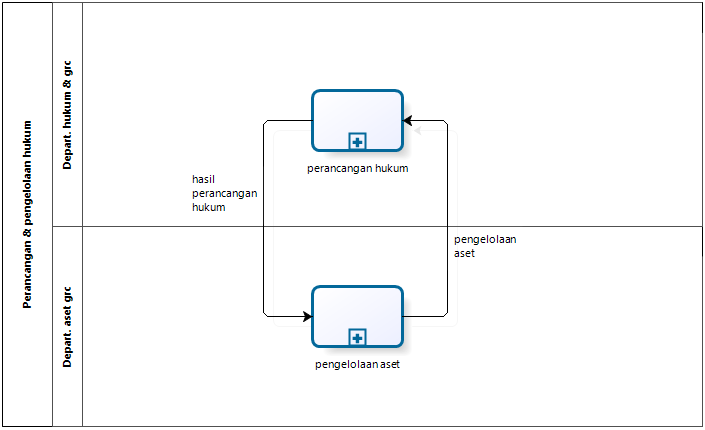 Perancangan & pengelolaan hukum
Depart. hukum & grc
perancangan hukum
hasil
perancangan
hukum
Depart. aset grc
pengelolaan
aset
pengelolaan aset